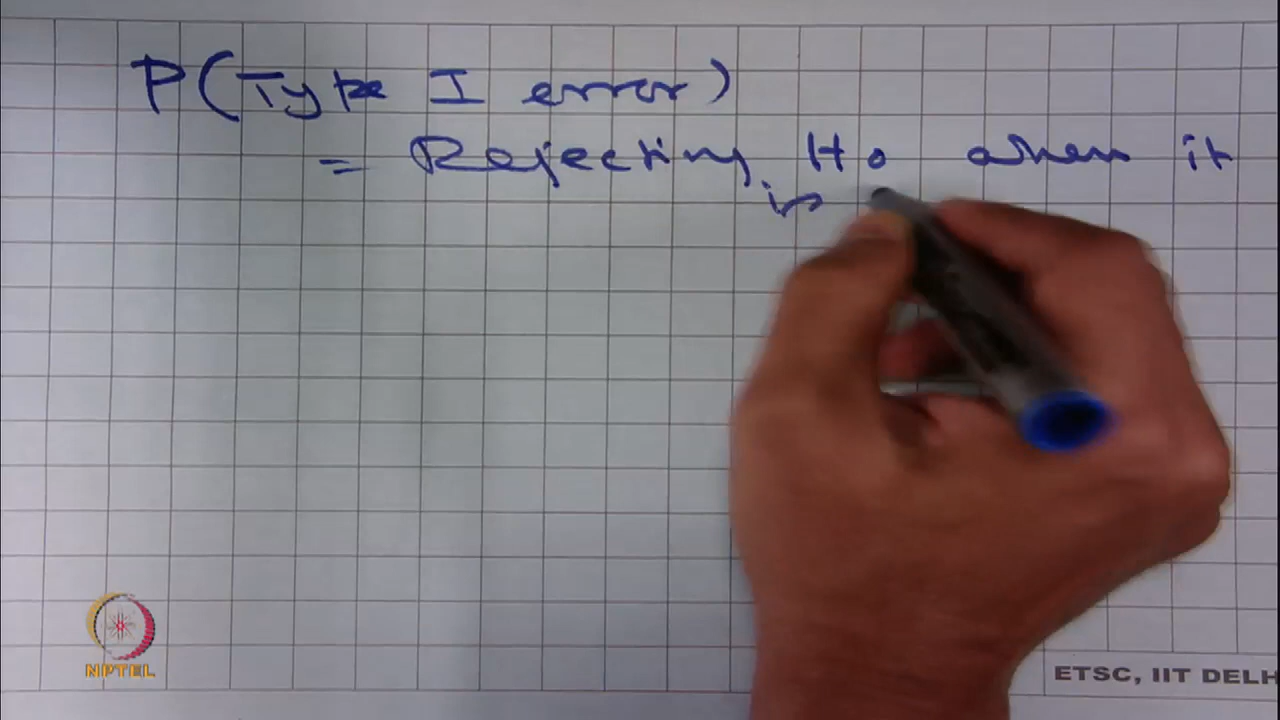 P(Type I error)
= Rejecting H0 when it
is
NPTEL
ETSC, IIT DELH